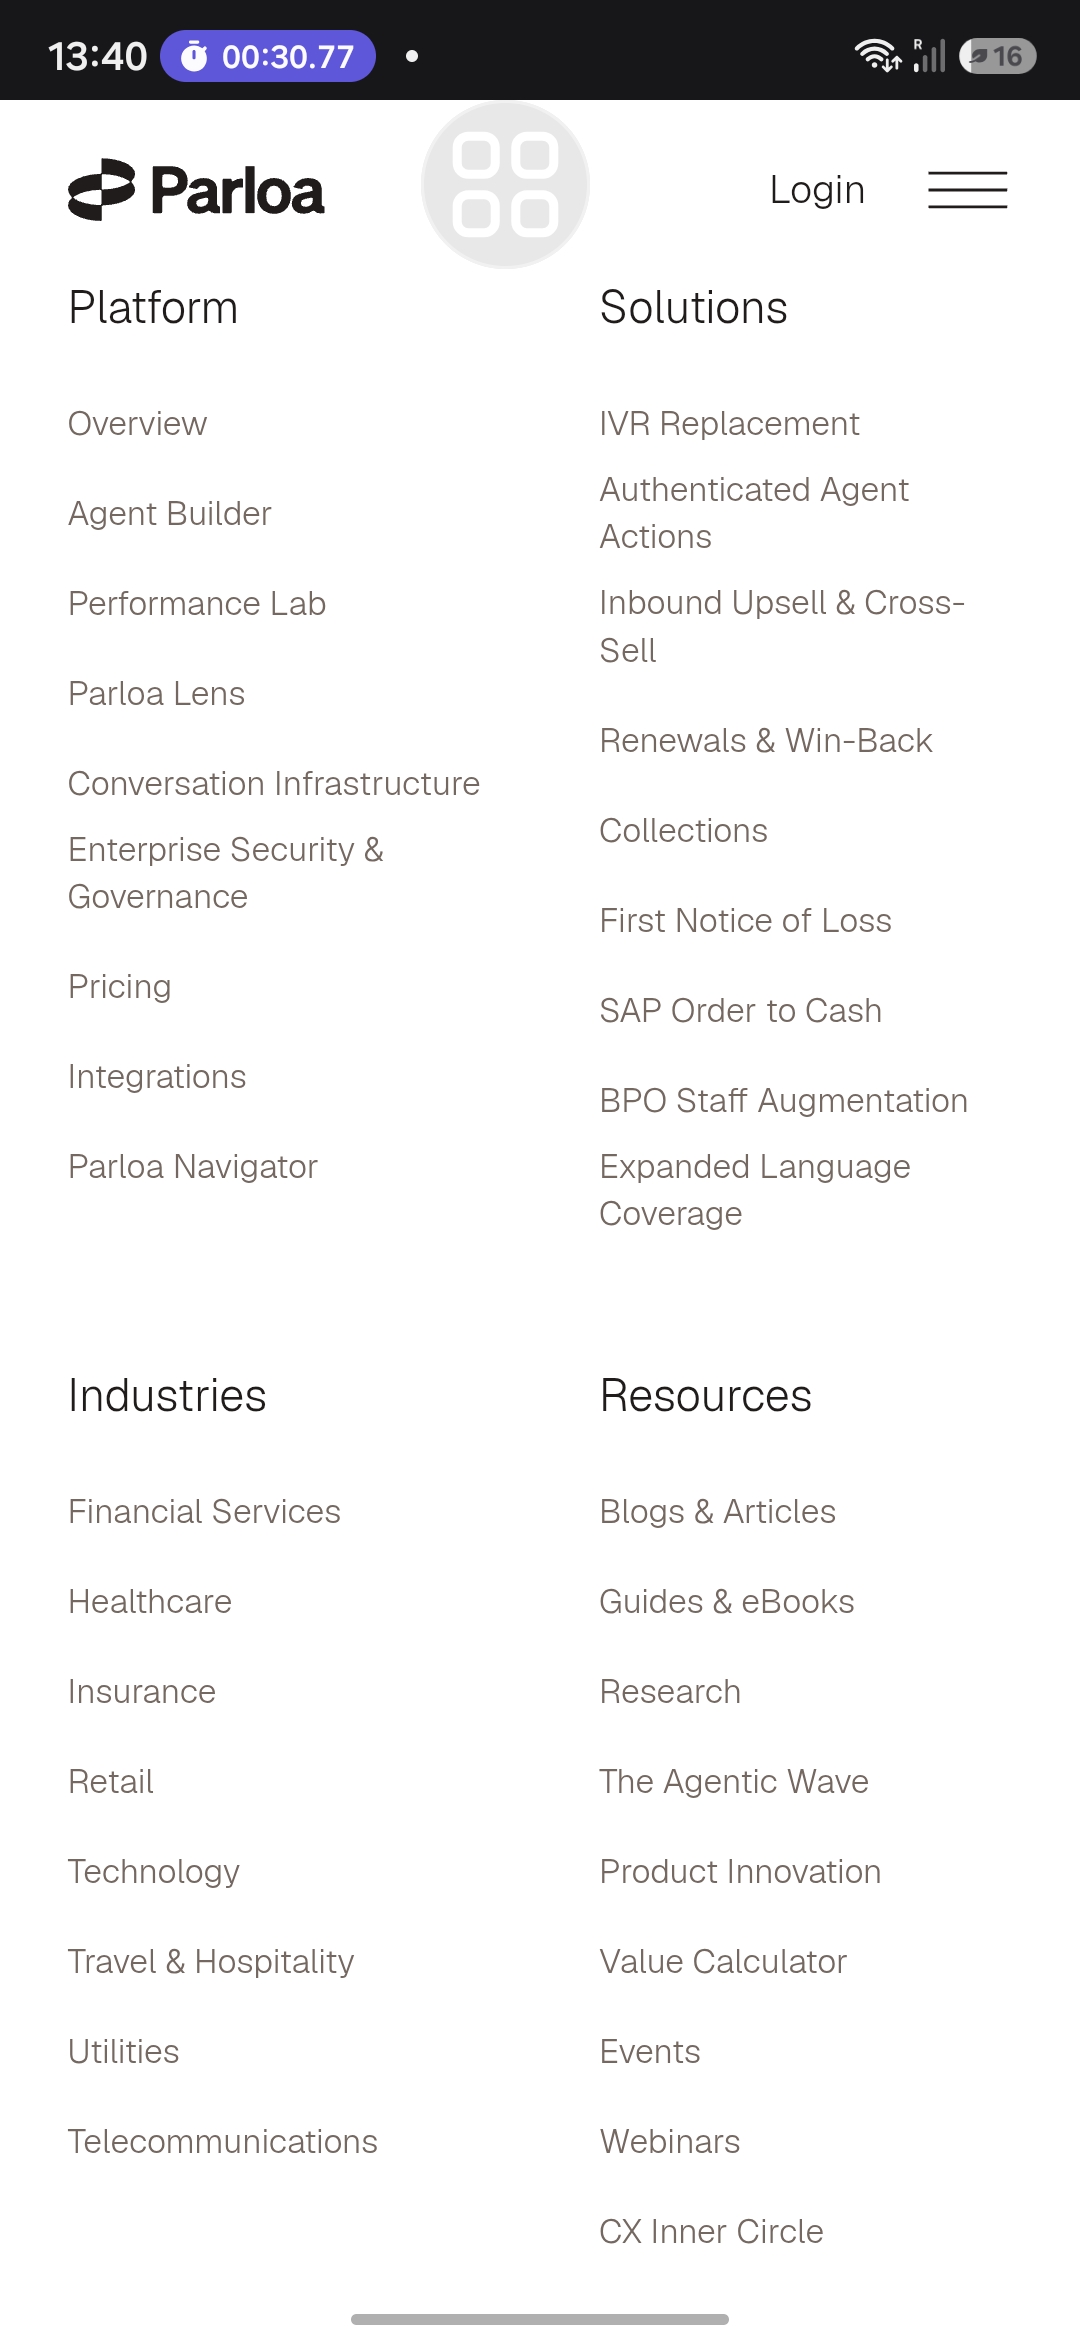 13:40
00:30.77
R
16
Parloa
Login
Platform
Overview
Agent Builder
Performance Lab
Parloa Lens
Conversation Infrastructure
Enterprise Security &
Governance
Pricing
Integrations
Parloa Navigator
Solutions
IVR Replacement
Authenticated Agent
Actions
Inbound Upsell & Cross-
Sell
Renewals & Win-Back
Collections
First Notice of Loss
SAP Order to Cash
BPO Staff Augmentation
Expanded Language
Coverage
Industries
Financial Services
Healthcare
Insurance
Retail
Technology
Travel & Hospitality
Utilities
Telecommunications
Resources
Blogs & Articles
Guides & eBooks
Research
The Agentic Wave
Product Innovation
Value Calculator
Events
Webinars
CX Inner Circle